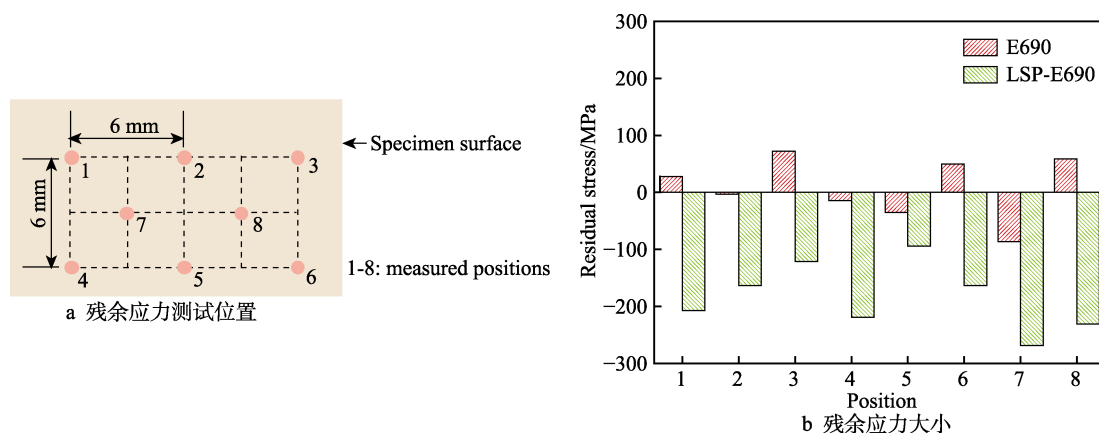 6 mm
6 mm
1
2
3
4
5
6
7
8
Specimen surface
1-8: measured positions
a 残余应力测试位置
Residual stress/MPa
300
200
100
0
−100
−200
−300
E690
LSP-E690
1 2 3 4 5 6 7 8
Position
b 残余应力大小